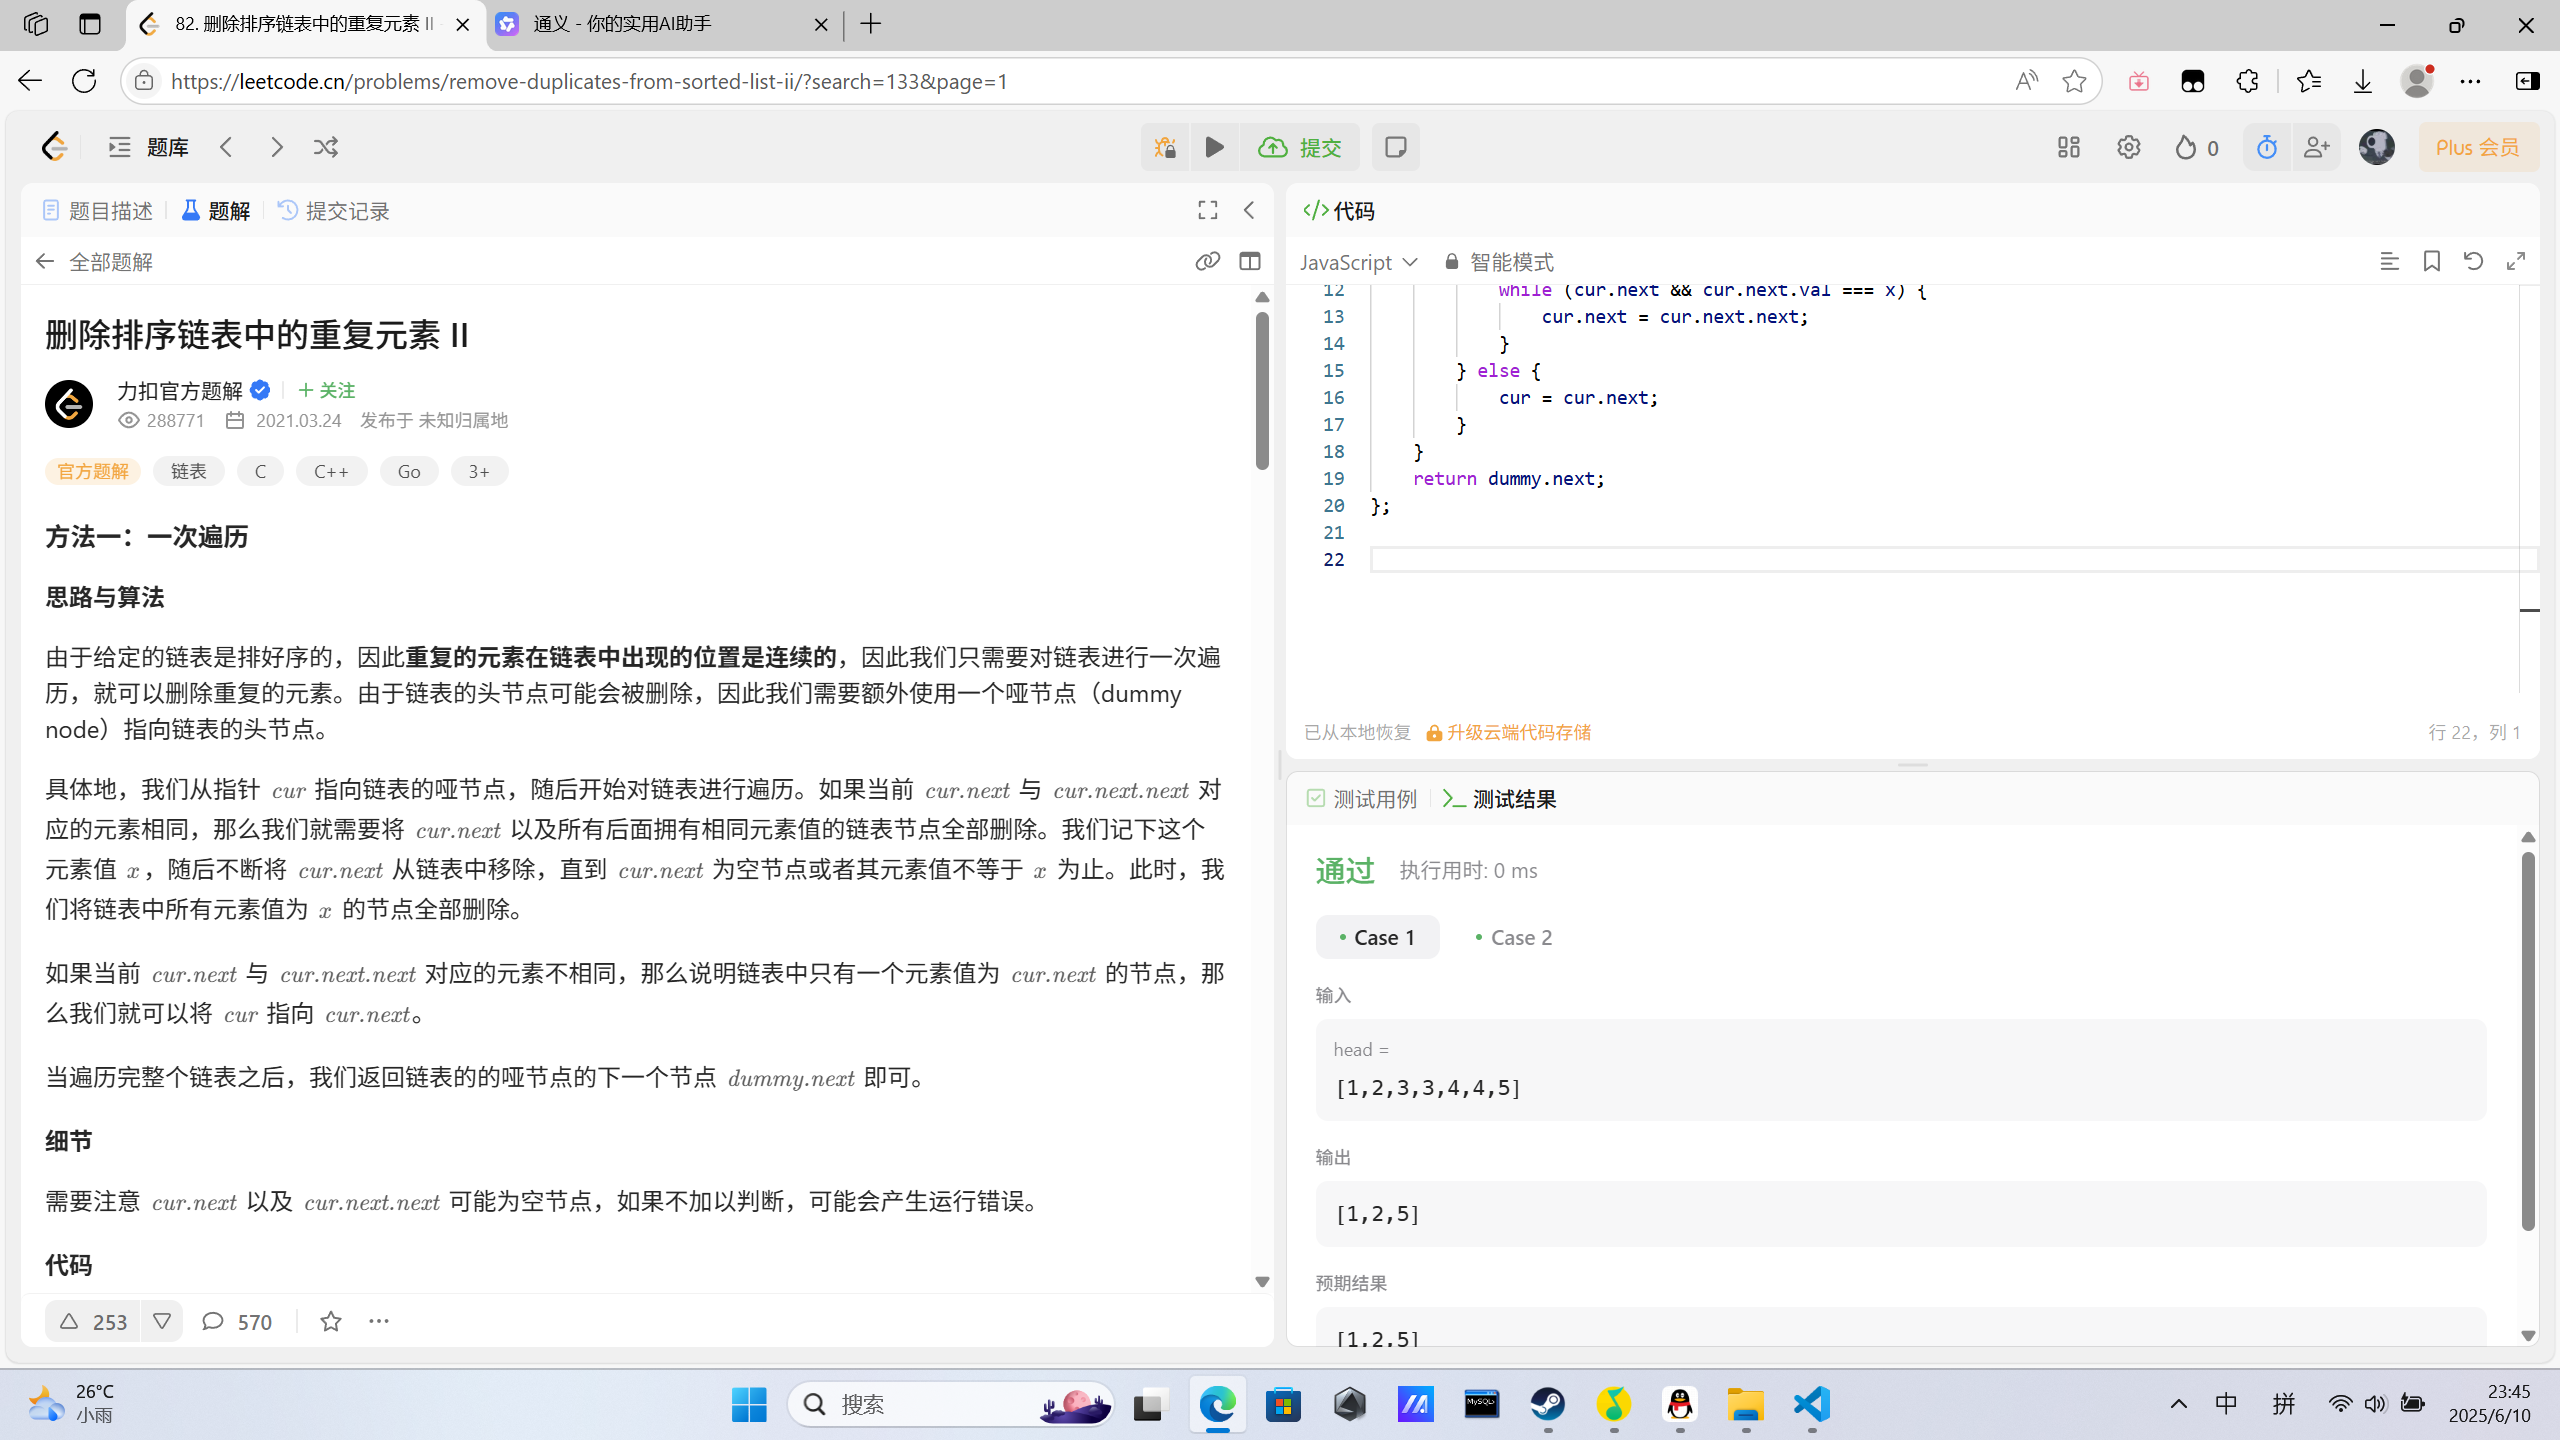 82. 删除排序链表中的重复元素 II
通义 - 你的实用AI助手
https://leetcode.cn/problems/remove-duplicates-from-sorted-list-ii/?search=133&page=1
题库
提交
0
Plus 会员
题目描述
题解
提交记录
全部题解
删除排序链表中的重复元素 II
力扣官方题解
+ 关注
288771
2021.03.24
发布于 未知归属地
官方题解
链表
C
C++
Go
3+
方法一：一次遍历
思路与算法
由于给定的链表是排好序的，因此重复的元素在链表中出现的位置是连续的，因此我们只需要对链表进行一次遍
历，就可以删除重复的元素。由于链表的头节点可能会被删除，因此我们需要额外使用一个哑节点（dummy
node）指向链表的头节点。
具体地，我们从指针 cur 指向链表的哑节点，随后开始对链表进行遍历。如果当前 cur.next 与 cur.next.next 对
应的元素相同，那么我们就需要将 cur.next 以及所有后面拥有相同元素值的链表节点全部删除。我们记下这个
元素值 x，随后不断将 cur.next 从链表中移除，直到 cur.next 为空节点或者其元素值不等于 x 为止。此时，我
们将链表中所有元素值为 x 的节点全部删除。
如果当前 cur.next 与 cur.next.next 对应的元素不相同，那么说明链表中只有一个元素值为 cur.next 的节点，那
么我们就可以将 cur 指向 cur.next。
当遍历完整个链表之后，我们返回链表的的哑节点的下一个节点 dummy.next 即可。
细节
需要注意 cur.next 以及 cur.next.next 可能为空节点，如果不加以判断，可能会产生运行错误。
代码
253
570
</>代码
JavaScript
智能模式
12 while (cur.next && cur.next.val === x) {
13 cur.next = cur.next.next;
14 }
15 } else {
16 cur = cur.next;
17 }
18 }
19 return dummy.next;
20 };
21
22
已从本地恢复
升级云端代码存储
行 22，列 1
测试用例
测试结果
通过
执行用时: 0 ms
Case 1
Case 2
输入
head =
[1,2,3,3,4,4,5]
输出
[1,2,5]
预期结果
[1,2,5]
26°C
小雨
搜索
MySQL
中
拼
23:45
2025/6/10